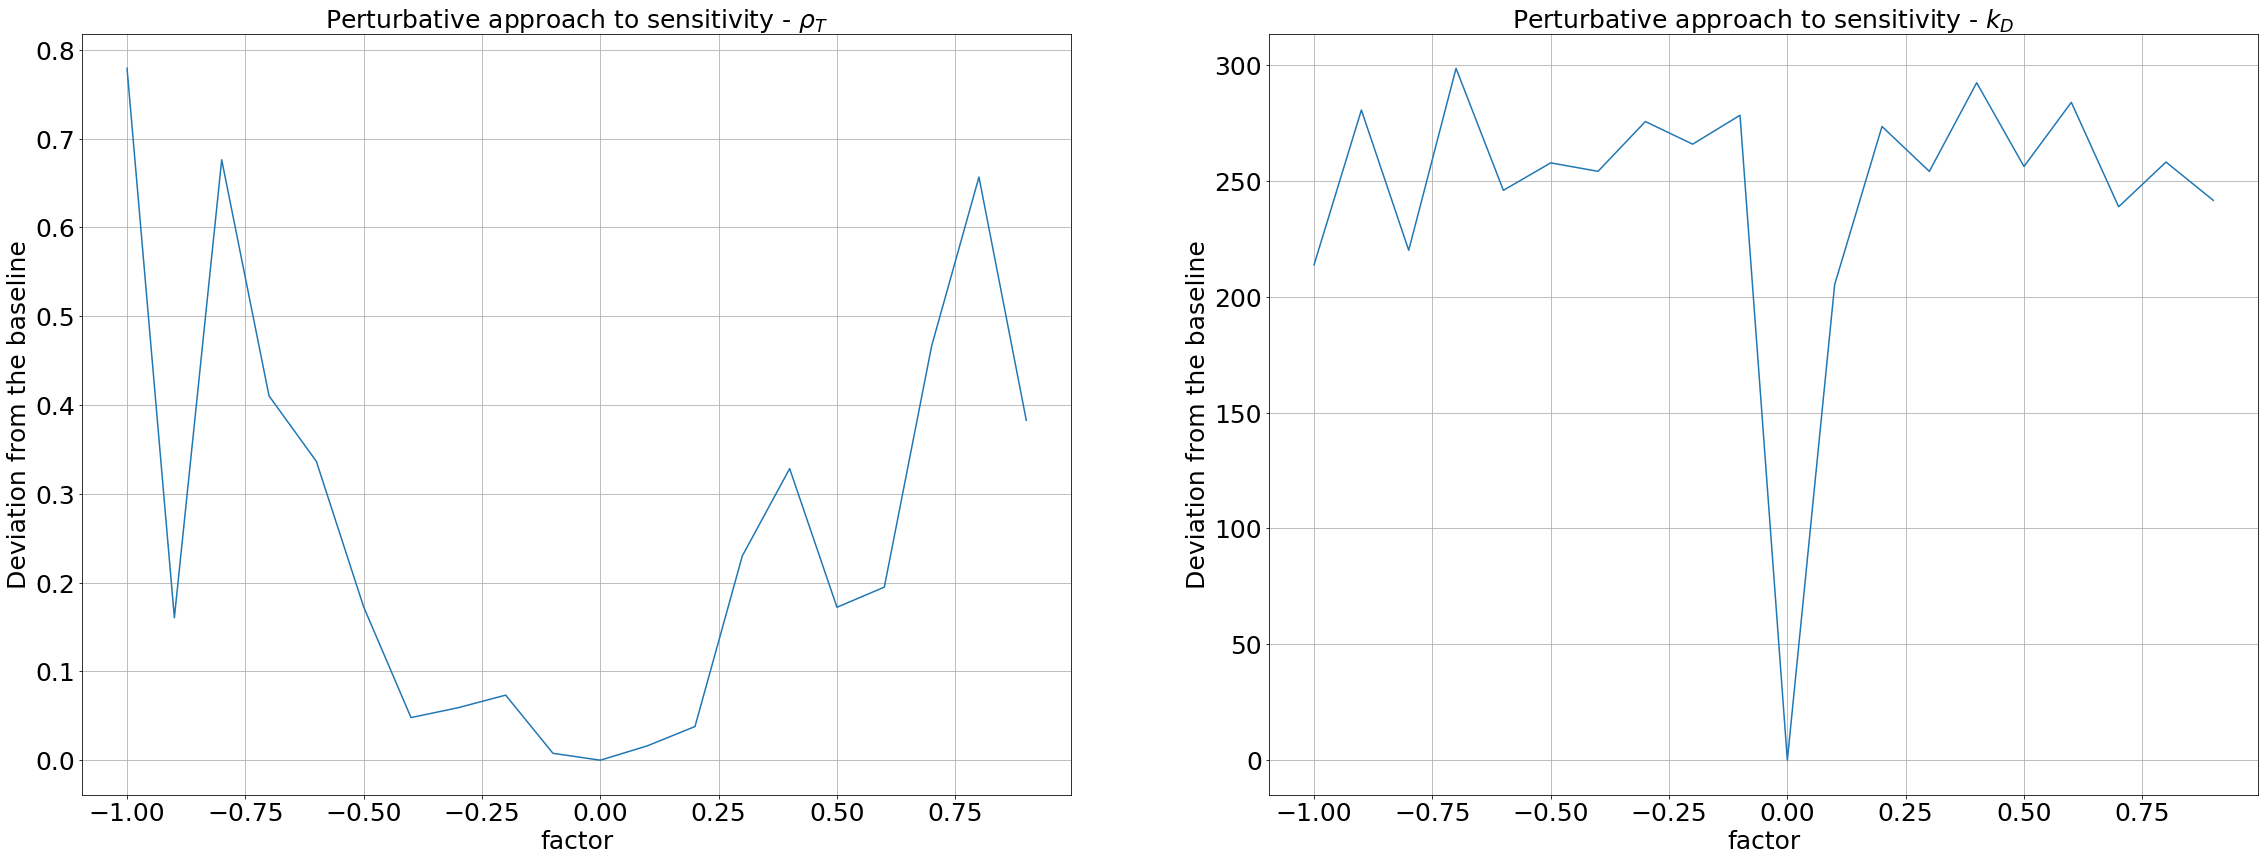 Perturbative approach to sensitivity - ρ_T
0.8
0.7
0.6
0.5
0.4
0.3
0.2
0.1
0.0
Deviation from the baseline
−1.00 −0.75 −0.50 −0.25 0.00 0.25 0.50 0.75
factor
Perturbative approach to sensitivity - k_D
300
250
200
150
100
50
0
Deviation from the baseline
−1.00 −0.75 −0.50 −0.25 0.00 0.25 0.50 0.75
factor